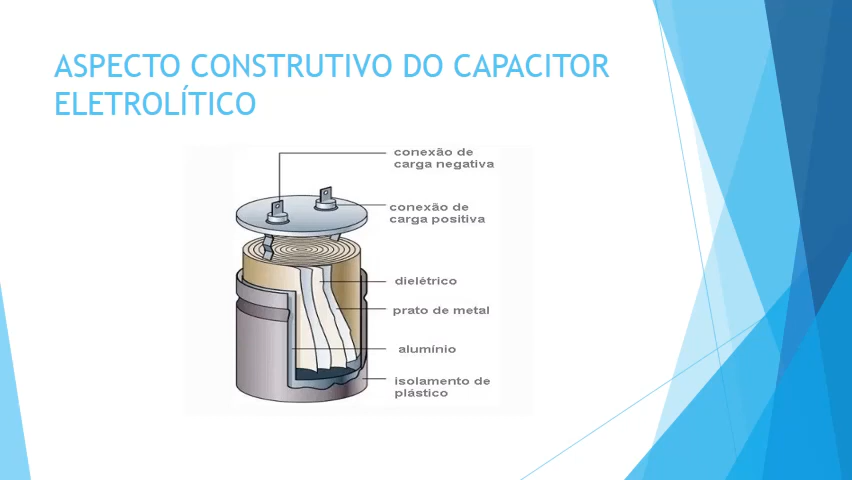 ASPECTO CONSTRUTIVO DO CAPACITOR
ELETROLÍTICO
conexão de
carga negativa
conexão de
carga positiva
dielétrico
prato de metal
alumínio
isolamento de
plástico